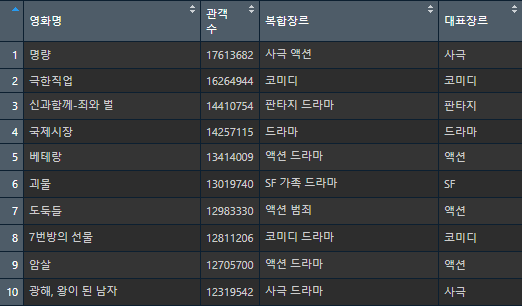 영화명 관객수 복합장르 대표장르
1 명량 17613682 사극 액션 사극
2 극한직업 16264944 코미디 코미디
3 신과함께-죄와 벌 14410754 판타지 드라마 판타지
4 국제시장 14257115 드라마 드라마
5 베테랑 13414009 액션 드라마 액션
6 괴물 13019740 SF 가족 드라마 SF
7 도둑들 12983330 액션 범죄 액션
8 7번방의 선물 12811206 코미디 드라마 코미디
9 암살 12705700 액션 드라마 액션
10 광해, 왕이 된 남자 12319542 사극 드라마 사극